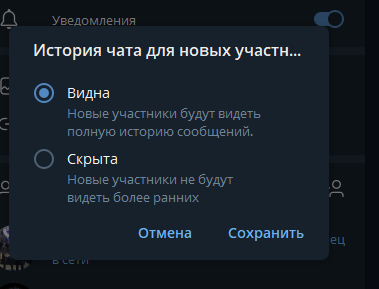 Уведомления
История чата для новых участн...
Видна
Новые участники будут видеть
полную историю сообщений.
Скрыта
Новые участники не будут
видеть более ранних
Отмена
Сохранить
ец
в сети